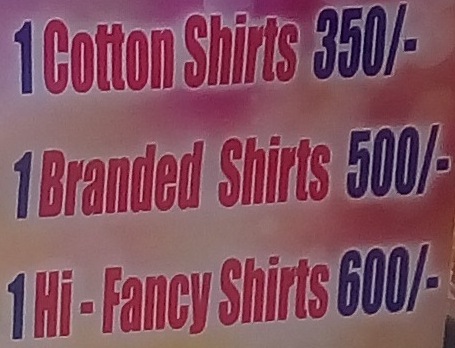 1 Cotton Shirts 350/-
1 Branded Shirts 500/-
1 Hi - Fancy Shirts 600/-